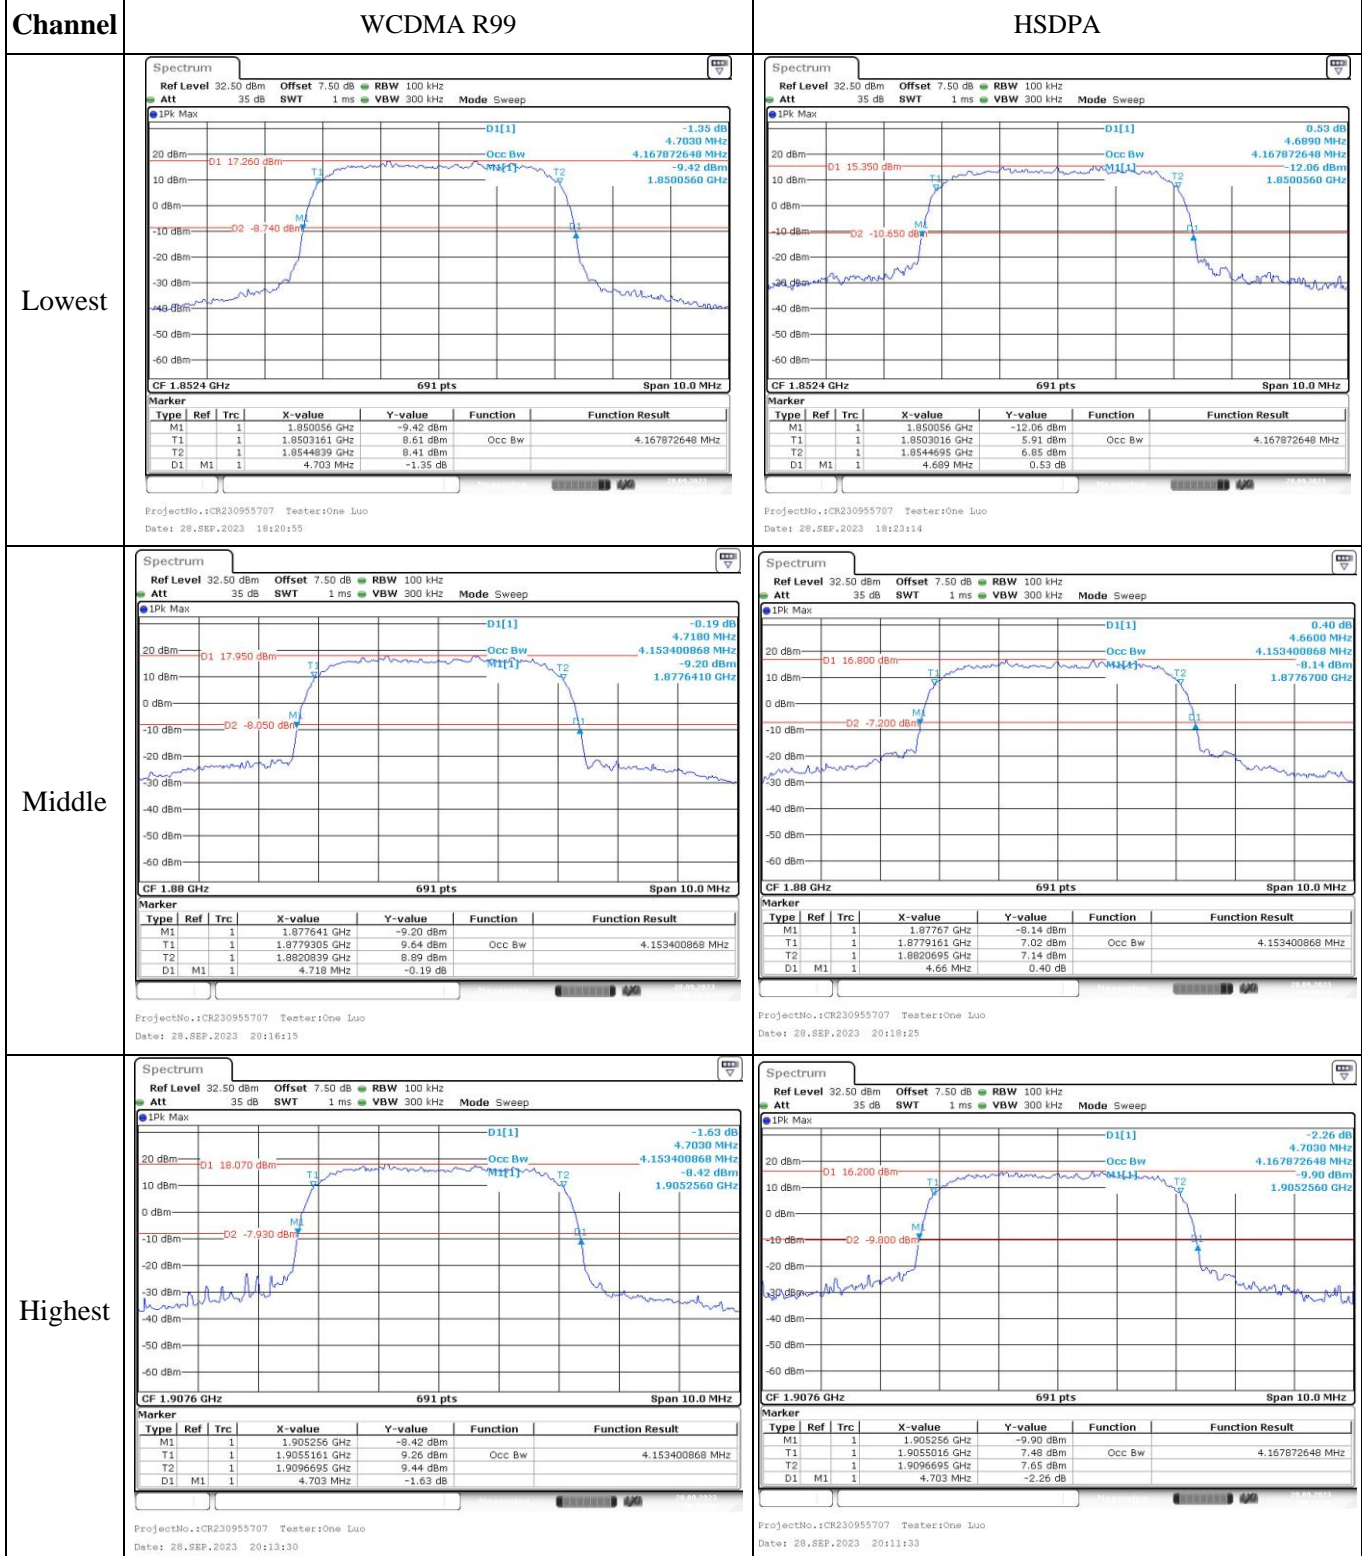 Channel WCDMA R99 HSDPA
Lowest
Spectrum
Ref Level 32.50 dBm Offset 7.50 dB RBW 100 kHz
Att 35 dB SWT 1 ms VBW 300 kHz Mode Sweep
1Pk Max
D1[1] -1.35 dB
4.7030 MHz
20 dBm
D1 17.260 dBm
Occ Bw 4.167872648 MHz
M1[1] -9.42 dBm
T1
T2
10 dBm
1.8500560 GHz
0 dBm
M1
D2 -8.740 dBm
D1
-10 dBm
-20 dBm
-30 dBm
-40 dBm
-50 dBm
-60 dBm
CF 1.8524 GHz 691 pts Span 10.0 MHz
Marker
Type Ref Trc X-value Y-value Function Function Result
M1 1 1.850056 GHz -9.42 dBm
T1 1 1.8503161 GHz 8.61 dBm Occ Bw 4.167872648 MHz
T2 1 1.8544839 GHz 8.41 dBm
D1 M1 1 4.703 MHz -1.35 dB
ProjectNo.:CR230955707 Tester:One Luo
Date: 28.SEP.2023 18:20:55
Spectrum
Ref Level 32.50 dBm Offset 7.50 dB RBW 100 kHz
Att 35 dB SWT 1 ms VBW 300 kHz Mode Sweep
1Pk Max
D1[1] 0.53 dB
4.6890 MHz
20 dBm
Occ Bw 4.167872648 MHz
D1 15.350 dBm
M1[1] -12.06 dBm
T1
T2
10 dBm
1.8500560 GHz
0 dBm
M1
D2 -10.650 dBm
D1
-10 dBm
-20 dBm
-30 dBm
-40 dBm
-50 dBm
-60 dBm
CF 1.8524 GHz 691 pts Span 10.0 MHz
Marker
Type Ref Trc X-value Y-value Function Function Result
M1 1 1.850056 GHz -12.06 dBm
T1 1 1.8503016 GHz 5.91 dBm Occ Bw 4.167872648 MHz
T2 1 1.8544695 GHz 6.85 dBm
D1 M1 1 4.689 MHz 0.53 dB
ProjectNo.:CR230955707 Tester:One Luo
Date: 28.SEP.2023 18:23:14
Middle
Spectrum
Ref Level 32.50 dBm Offset 7.50 dB RBW 100 kHz
Att 35 dB SWT 1 ms VBW 300 kHz Mode Sweep
1Pk Max
D1[1] -0.19 dB
4.7180 MHz
20 dBm
D1 17.950 dBm
Occ Bw 4.153400868 MHz
M1[1] -9.20 dBm
T1
T2
10 dBm
1.8776410 GHz
0 dBm
M1
D2 -8.050 dBm
D1
-10 dBm
-20 dBm
-30 dBm
-40 dBm
-50 dBm
-60 dBm
CF 1.88 GHz 691 pts Span 10.0 MHz
Marker
Type Ref Trc X-value Y-value Function Function Result
M1 1 1.877641 GHz -9.20 dBm
T1 1 1.8779305 GHz 9.64 dBm Occ Bw 4.153400868 MHz
T2 1 1.8820839 GHz 8.89 dBm
D1 M1 1 4.718 MHz -0.19 dB
ProjectNo.:CR230955707 Tester:One Luo
Date: 28.SEP.2023 20:16:15
Spectrum
Ref Level 32.50 dBm Offset 7.50 dB RBW 100 kHz
Att 35 dB SWT 1 ms VBW 300 kHz Mode Sweep
1Pk Max
D1[1] 0.40 dB
4.6600 MHz
20 dBm
Occ Bw 4.153400868 MHz
D1 16.800 dBm
M1[1] -8.14 dBm
T1
T2
10 dBm
1.8776700 GHz
0 dBm
M1
D2 -7.200 dBm
D1
-10 dBm
-20 dBm
-30 dBm
-40 dBm
-50 dBm
-60 dBm
CF 1.88 GHz 691 pts Span 10.0 MHz
Marker
Type Ref Trc X-value Y-value Function Function Result
M1 1 1.87767 GHz -8.14 dBm
T1 1 1.8779161 GHz 7.02 dBm Occ Bw 4.153400868 MHz
T2 1 1.8820695 GHz 7.14 dBm
D1 M1 1 4.66 MHz 0.40 dB
ProjectNo.:CR230955707 Tester:One Luo
Date: 28.SEP.2023 20:18:25
Highest
Spectrum
Ref Level 32.50 dBm Offset 7.50 dB RBW 100 kHz
Att 35 dB SWT 1 ms VBW 300 kHz Mode Sweep
1Pk Max
D1[1] -1.63 dB
4.7030 MHz
20 dBm
D1 18.070 dBm
Occ Bw 4.153400868 MHz
M1[1] -8.42 dBm
T1
T2
10 dBm
1.9052560 GHz
0 dBm
M1
D2 -7.930 dBm
D1
-10 dBm
-20 dBm
-30 dBm
-40 dBm
-50 dBm
-60 dBm
CF 1.9076 GHz 691 pts Span 10.0 MHz
Marker
Type Ref Trc X-value Y-value Function Function Result
M1 1 1.905256 GHz -8.42 dBm
T1 1 1.9055161 GHz 9.26 dBm Occ Bw 4.153400868 MHz
T2 1 1.9096695 GHz 9.44 dBm
D1 M1 1 4.703 MHz -1.63 dB
ProjectNo.:CR230955707 Tester:One Luo
Date: 28.SEP.2023 20:13:30
Spectrum
Ref Level 32.50 dBm Offset 7.50 dB RBW 100 kHz
Att 35 dB SWT 1 ms VBW 300 kHz Mode Sweep
1Pk Max
D1[1] -2.26 dB
4.7030 MHz
20 dBm
Occ Bw 4.167872648 MHz
D1 16.200 dBm
M1[1] -9.90 dBm
T1
T2
10 dBm
1.9052560 GHz
0 dBm
M1
D2 -9.800 dBm
D1
-10 dBm
-20 dBm
-30 dBm
-40 dBm
-50 dBm
-60 dBm
CF 1.9076 GHz 691 pts Span 10.0 MHz
Marker
Type Ref Trc X-value Y-value Function Function Result
M1 1 1.905256 GHz -9.90 dBm
T1 1 1.9055016 GHz 7.48 dBm Occ Bw 4.167872648 MHz
T2 1 1.9096695 GHz 7.65 dBm
D1 M1 1 4.703 MHz -2.26 dB
ProjectNo.:CR230955707 Tester:One Luo
Date: 28.SEP.2023 20:11:33